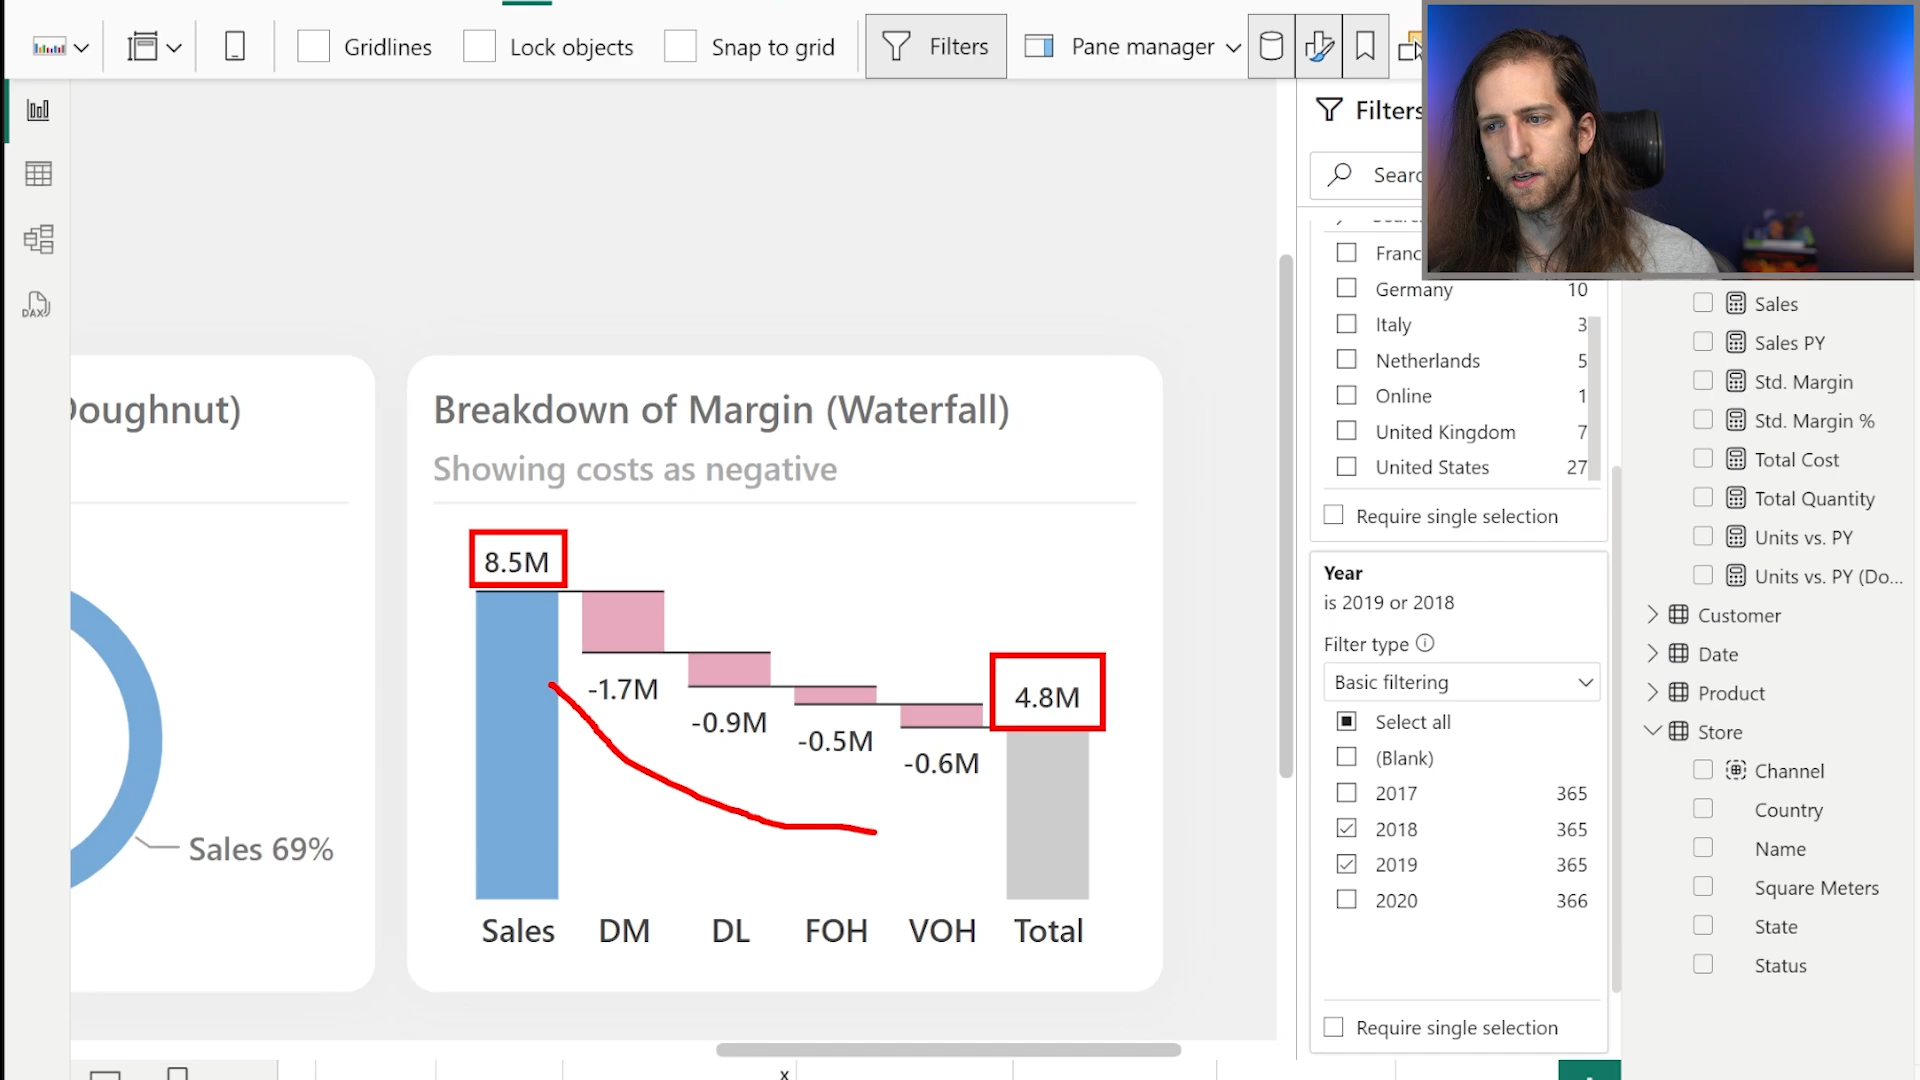 Gridlines
Lock objects
Snap to grid
Filters
Pane manager
DAX
Filters
Searc
Franc
Germany 10
Italy 3
Netherlands 5
Online 1
United Kingdom 7
United States 27
Require single selection
Year
is 2019 or 2018
Filter type
Basic filtering
Select all
(Blank)
2017 365
2018 365
2019 365
2020 366
Require single selection
Sales
Sales PY
Std. Margin
Std. Margin %
Total Cost
Total Quantity
Units vs. PY
Units vs. PY (Do...
Customer
Date
Product
Store
Channel
Country
Name
Square Meters
State
Status
Doughnut)
Sales 69%
Breakdown of Margin (Waterfall)
Showing costs as negative
8.5M
-1.7M
-0.9M
-0.5M
-0.6M
4.8M
Sales DM DL FOH VOH Total
x